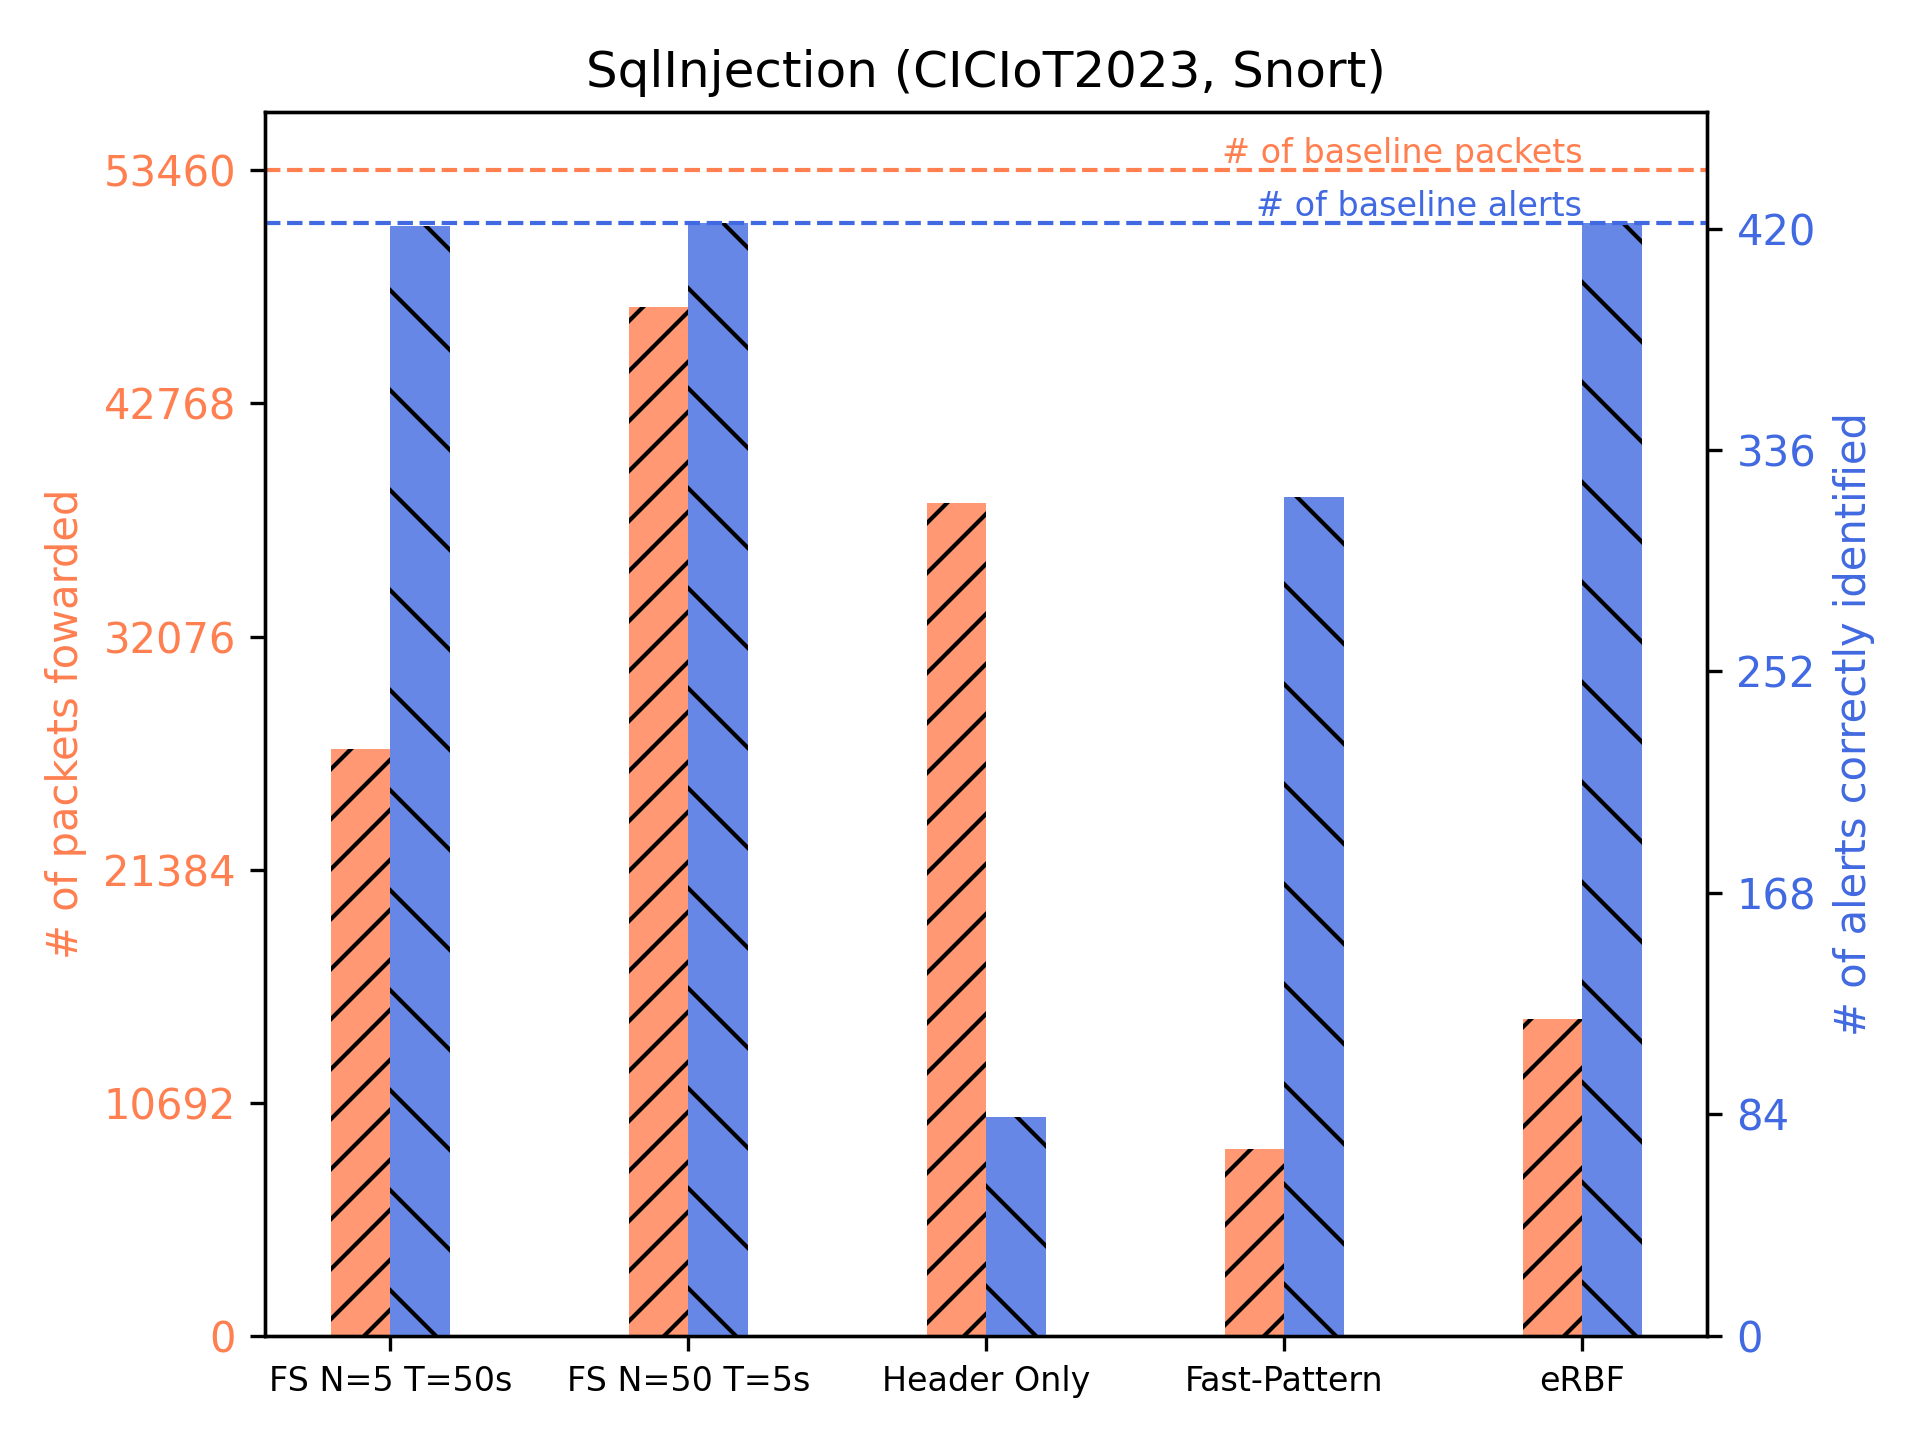 SqlInjection (CICIoT2023, Snort)
# of baseline packets
# of baseline alerts
# of packets fowarded
53460
42768
32076
21384
10692
0
420
336
252
168
84
0
# of alerts correctly identified
FS N=5 T=50s
FS N=50 T=5s
Header Only
Fast-Pattern
eRBF